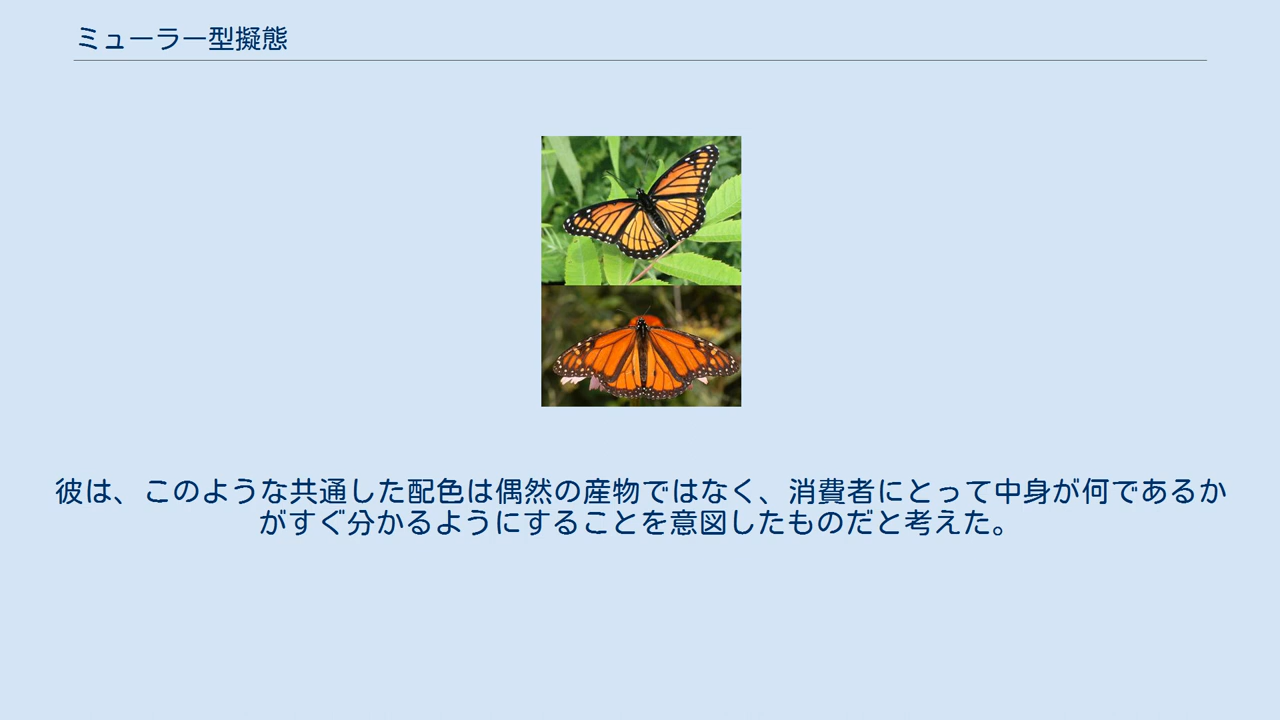 ミューラー型擬態
彼は、このような共通した配色は偶然の産物ではなく、消費者にとって中身が何であるか
がすぐ分かるようにすることを意図したものだと考えた。